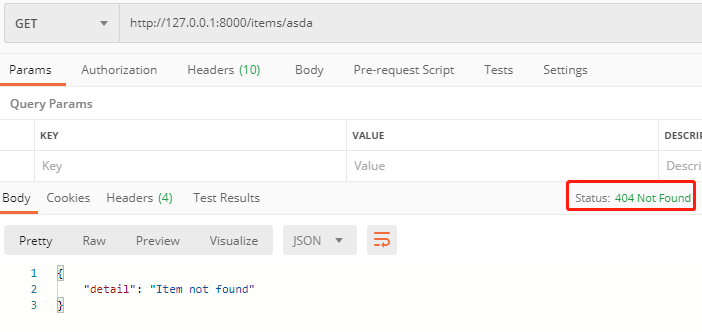 GET http://127.0.0.1:8000/items/asda
Params Authorization Headers (10) Body Pre-request Script Tests Settings
Query Params
KEY VALUE DESCRI
Key Value Descri
Body Cookies Headers (4) Test Results Status: 404 Not Found
Pretty Raw Preview Visualize JSON
1 {
2 "detail": "Item not found"
3 }